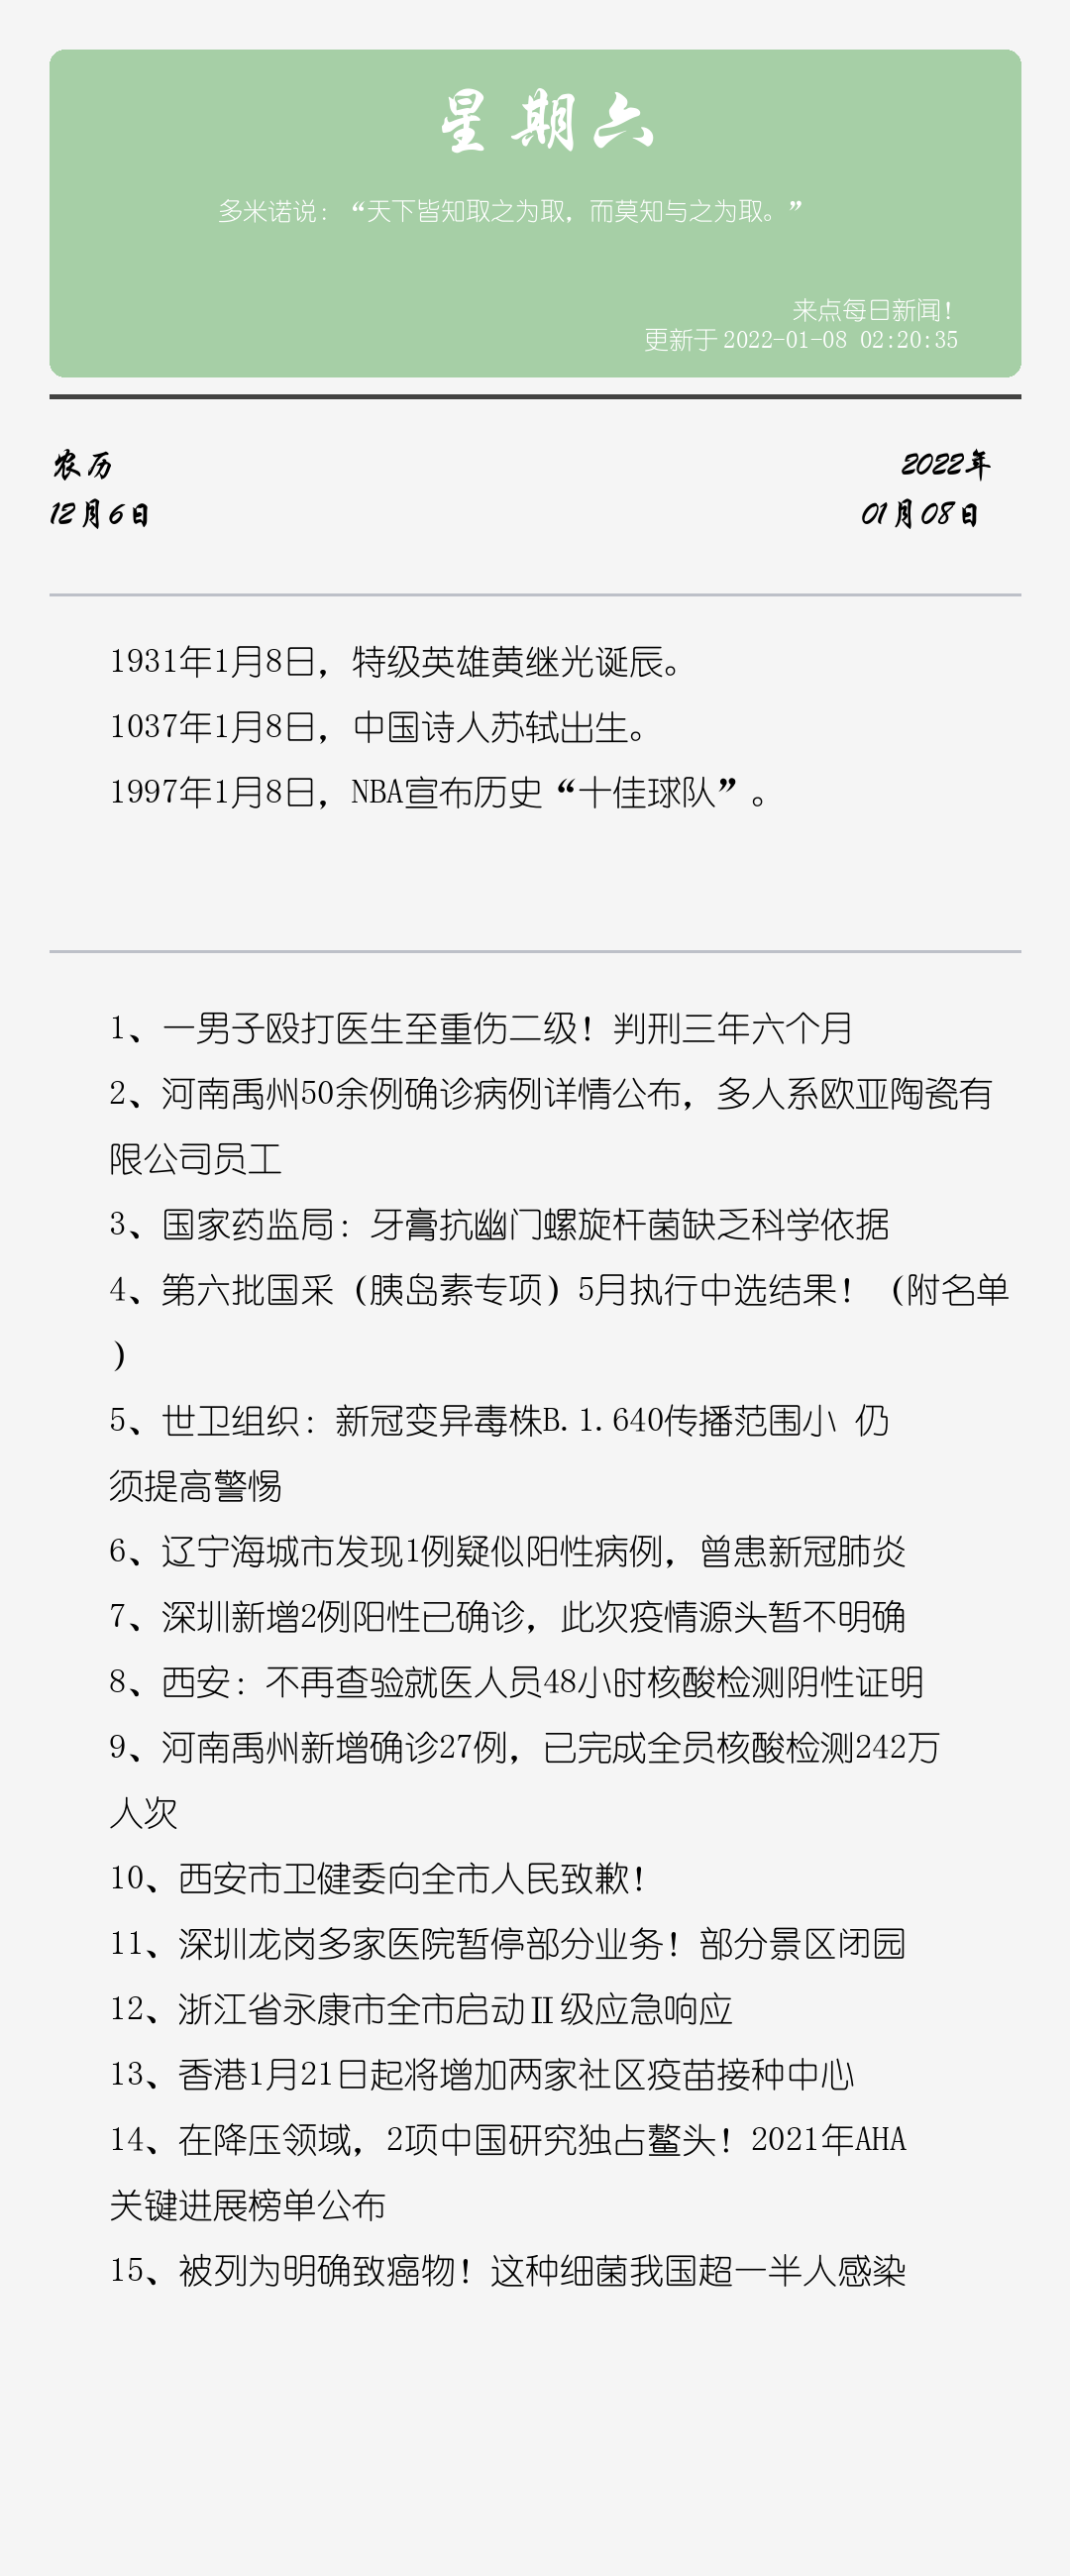 星期六
多米诺说：“天下皆知取之为取，而莫知与之为取。”
来点每日新闻！
更新于 2022-01-08 02:20:35
农历
2022年
12月6日
01月08日
1931年1月8日，特级英雄黄继光诞辰。
1037年1月8日，中国诗人苏轼出生。
1997年1月8日，NBA宣布历史“十佳球队”。
1、一男子殴打医生至重伤二级！判刑三年六个月
2、河南禹州50余例确诊病例详情公布，多人系欧亚陶瓷有
限公司员工
3、国家药监局：牙膏抗幽门螺旋杆菌缺乏科学依据
4、第六批国采（胰岛素专项）5月执行中选结果！（附名单
）
5、世卫组织：新冠变异毒株B.1.640传播范围小 仍
须提高警惕
6、辽宁海城市发现1例疑似阳性病例，曾患新冠肺炎
7、深圳新增2例阳性已确诊，此次疫情源头暂不明确
8、西安：不再查验就医人员48小时核酸检测阴性证明
9、河南禹州新增确诊27例，已完成全员核酸检测242万
人次
10、西安市卫健委向全市人民致歉！
11、深圳龙岗多家医院暂停部分业务！部分景区闭园
12、浙江省永康市全市启动Ⅱ级应急响应
13、香港1月21日起将增加两家社区疫苗接种中心
14、在降压领域，2项中国研究独占鳌头！2021年AHA
关键进展榜单公布
15、被列为明确致癌物！这种细菌我国超一半人感染